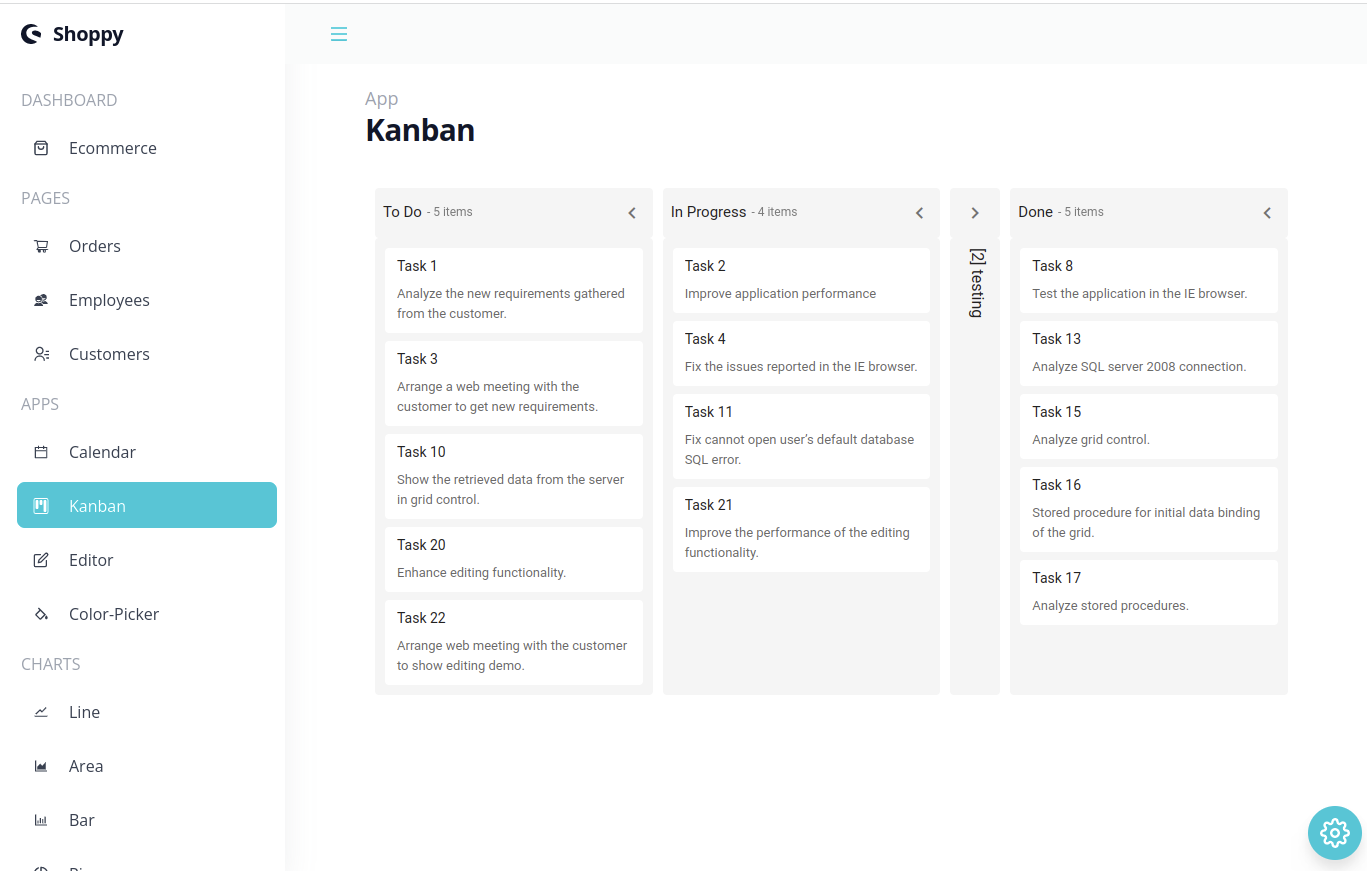 Shoppy
DASHBOARD
Ecommerce
PAGES
Orders
Employees
Customers
APPS
Calendar
Kanban
Editor
Color-Picker
CHARTS
Line
Area
Bar
App
Kanban
To Do - 5 items
Task 1
Analyze the new requirements gathered
from the customer.
Task 3
Arrange a web meeting with the
customer to get new requirements.
Task 10
Show the retrieved data from the server
in grid control.
Task 20
Enhance editing functionality.
Task 22
Arrange web meeting with the customer
to show editing demo.
In Progress - 4 items
Task 2
Improve application performance
Task 4
Fix the issues reported in the IE browser.
Task 11
Fix cannot open user’s default database
SQL error.
Task 21
Improve the performance of the editing
functionality.
[2] testing
Done - 5 items
Task 8
Test the application in the IE browser.
Task 13
Analyze SQL server 2008 connection.
Task 15
Analyze grid control.
Task 16
Stored procedure for initial data binding
of the grid.
Task 17
Analyze stored procedures.